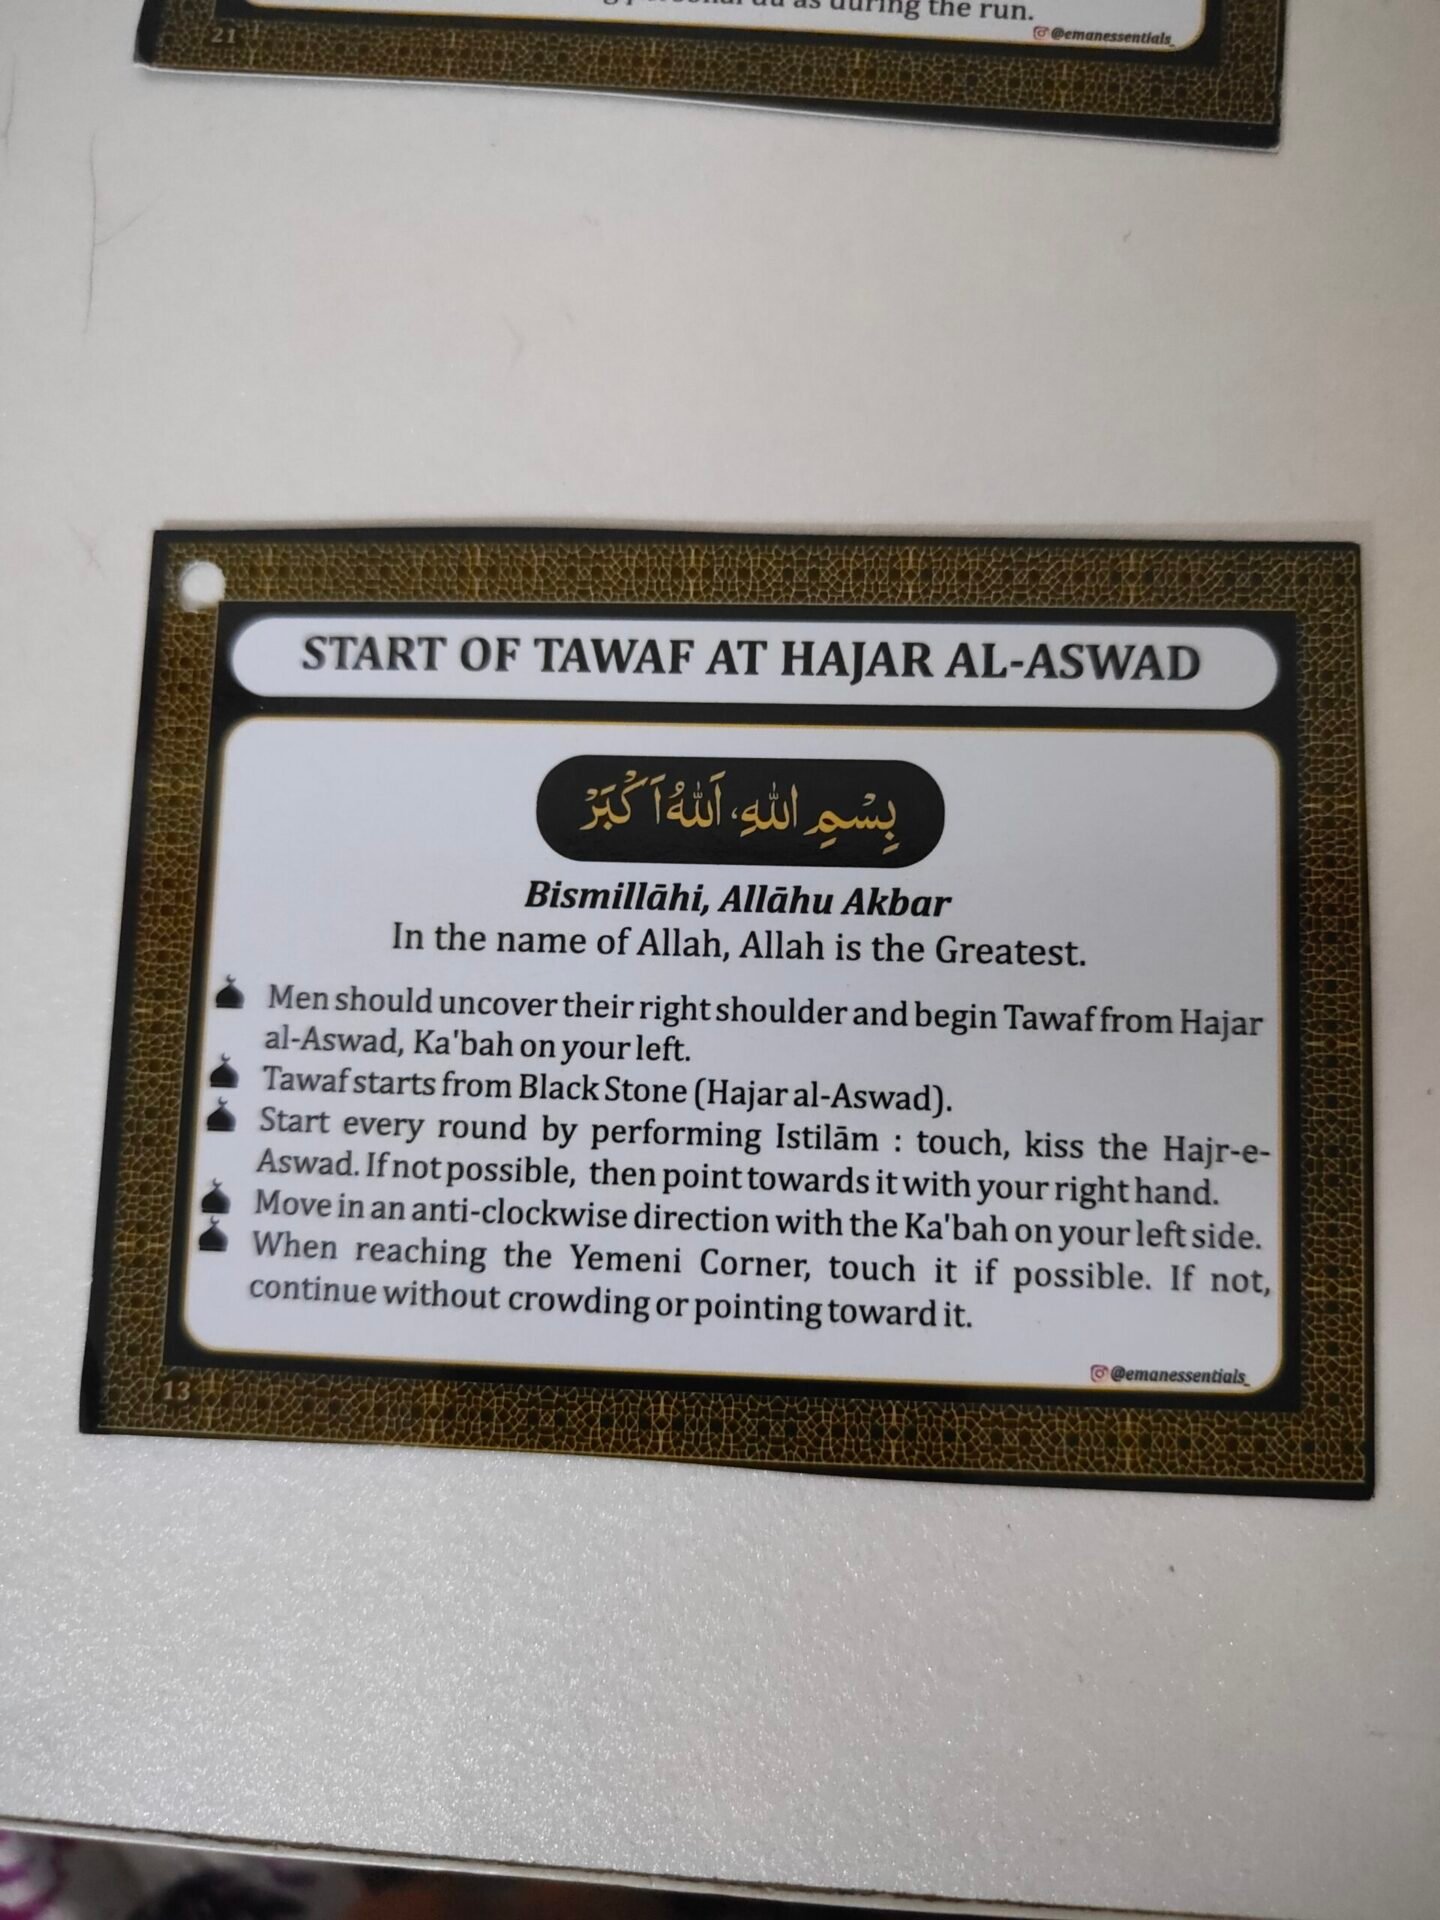 during the run.
@emanessentials_
21
START OF TAWAF AT HAJAR AL-ASWAD
بِسْمِ اللهِ، اَللهُ اَكْبَرْ
Bismillāhi, Allāhu Akbar
In the name of Allah, Allah is the Greatest.
Men should uncover their right shoulder and begin Tawaf from Hajar
al-Aswad, Ka'bah on your left.
Tawaf starts from Black Stone (Hajar al-Aswad).
Start every round by performing Istilām : touch, kiss the Hajr-e-
Aswad. If not possible, then point towards it with your right hand.
Move in an anti-clockwise direction with the Ka'bah on your left side.
When reaching the Yemeni Corner, touch it if possible. If not,
continue without crowding or pointing toward it.
@emanessentials_
13